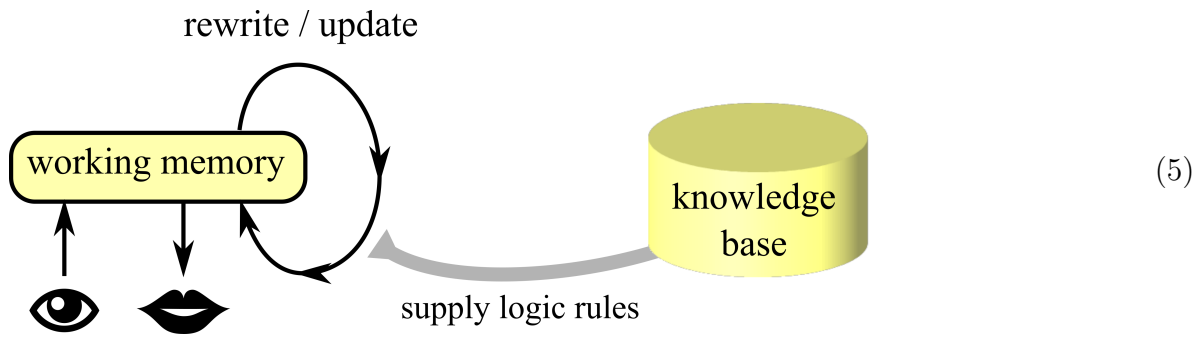 rewrite / update
working memory
knowledge
base
(5)
supply logic rules